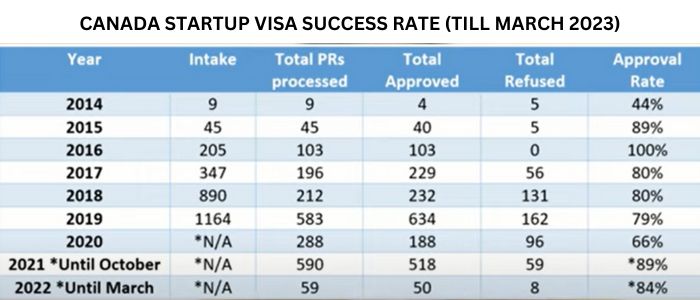 CANADA STARTUP VISA SUCCESS RATE (TILL MARCH 2023)
Year Intake Total PRs processed Total Approved Total Refused Approval Rate
2014 9 9 4 5 44%
2015 45 45 40 5 89%
2016 205 103 103 0 100%
2017 347 196 229 56 80%
2018 890 212 232 131 80%
2019 1164 583 634 162 79%
2020 *N/A 288 188 96 66%
2021 *Until October *N/A 590 518 59 *89%
2022 *Until March *N/A 59 50 8 *84%